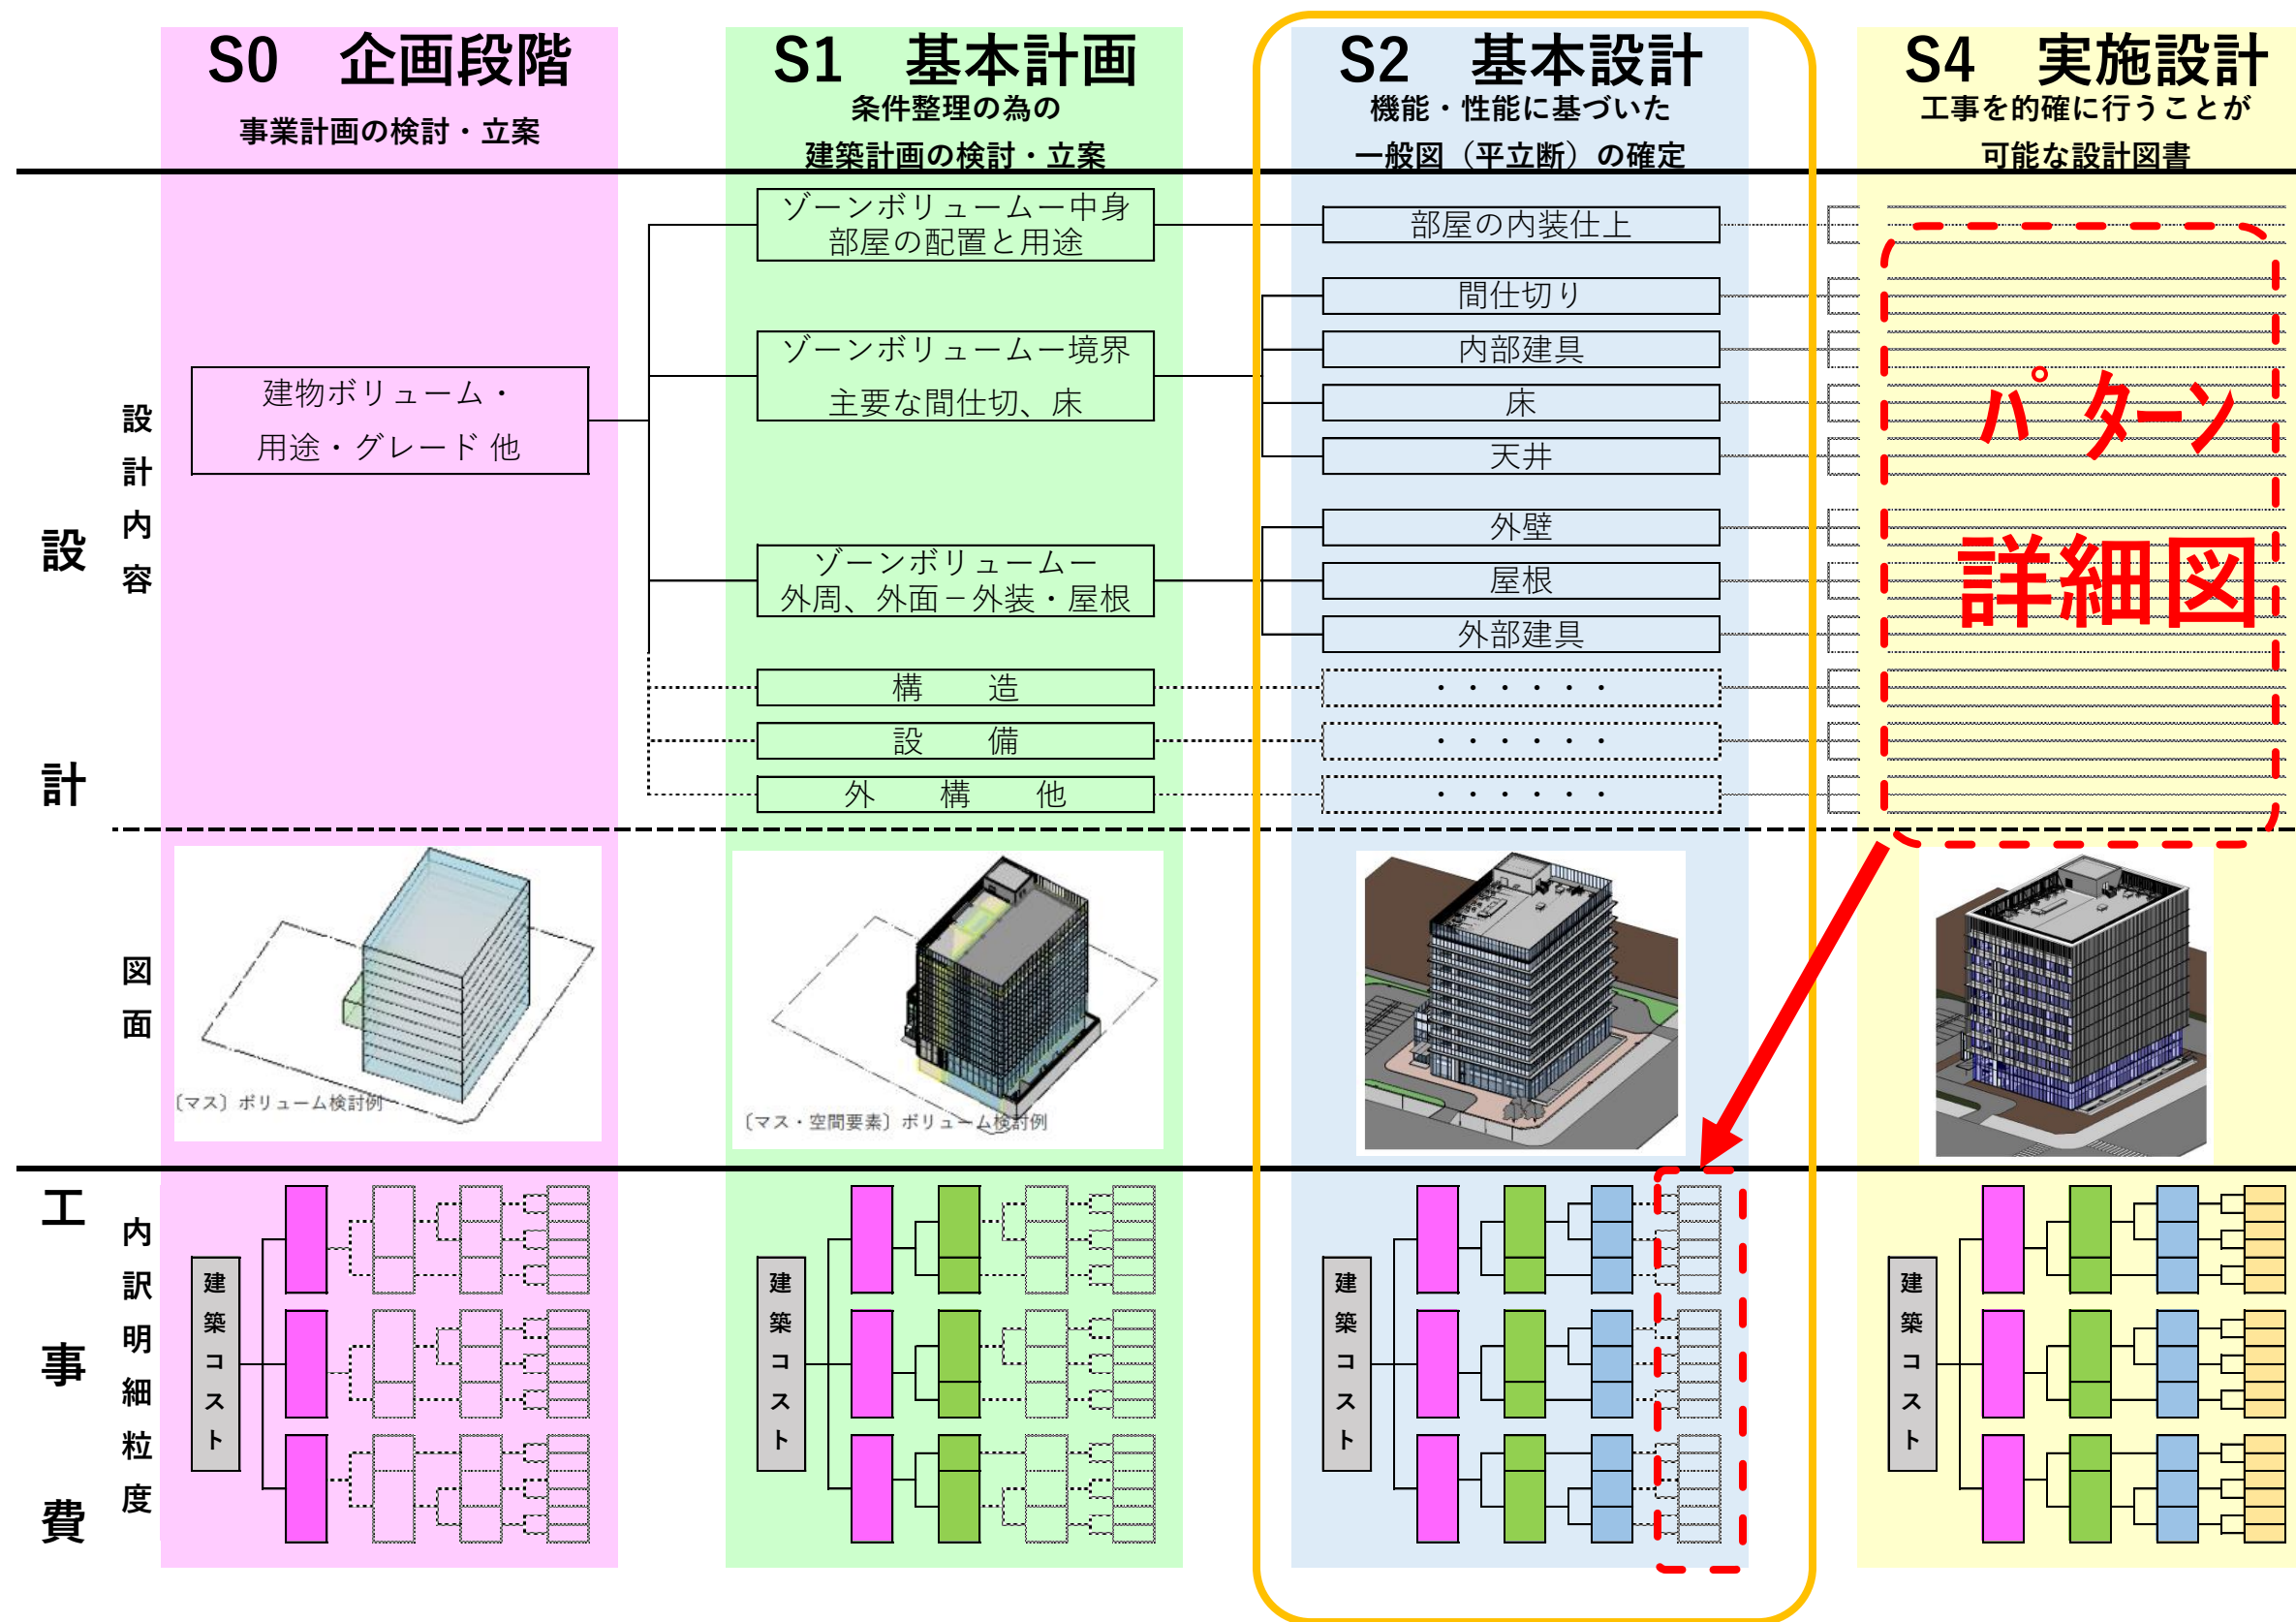 S0　企画段階
事業計画の検討・立案
S1　基本計画
条件整理の為の
建築計画の検討・立案
S2　基本設計
機能・性能に基づいた
一般図（平立断）の確定
S4　実施設計
工事を的確に行うことが
可能な設計図書
設計
設計内容
建物ボリューム・
用途・グレード 他
ゾーンボリュームー中身
部屋の配置と用途
ゾーンボリュームー境界
主要な間仕切、床
ゾーンボリュームー
外周、外面－外装・屋根
構　造
設　備
外　構　他
部屋の内装仕上
間仕切り
内部建具
床
天井
外壁
屋根
外部建具
・・・・・・
・・・・・・
・・・・・・
ﾊﾟﾀｰﾝ
詳細図
図面
〔マス〕ボリューム検討例
〔マス・空間要素〕ボリューム検討例
工事費
内訳明細粒度
建築コスト
建築コスト
建築コスト
建築コスト